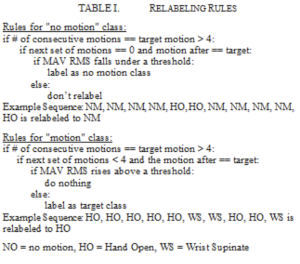 TABLE I. RELABELING RULES
Rules for "no motion" class:
if # of consecutive motions == target motion > 4:
if next set of motions == 0 and motion after == target:
if MAV RMS falls under a threshold:
label as no motion class
else:
don't relabel
Example Sequence: NM, NM, NM, NM, HO, HO, NM, NM, NM, NM,
HO is relabeled to NM
Rules for "motion" class:
if # of consecutive motions == target motion > 4:
if next set of motions < 4 and the motion after == target:
if MAV RMS rises above a threshold:
do nothing
else:
label as target class
Example Sequence: HO, HO, HO, HO, HO, WS, WS, HO, HO, WS is
relabeled to HO
NO = no motion, HO = Hand Open, WS = Wrist Supinate